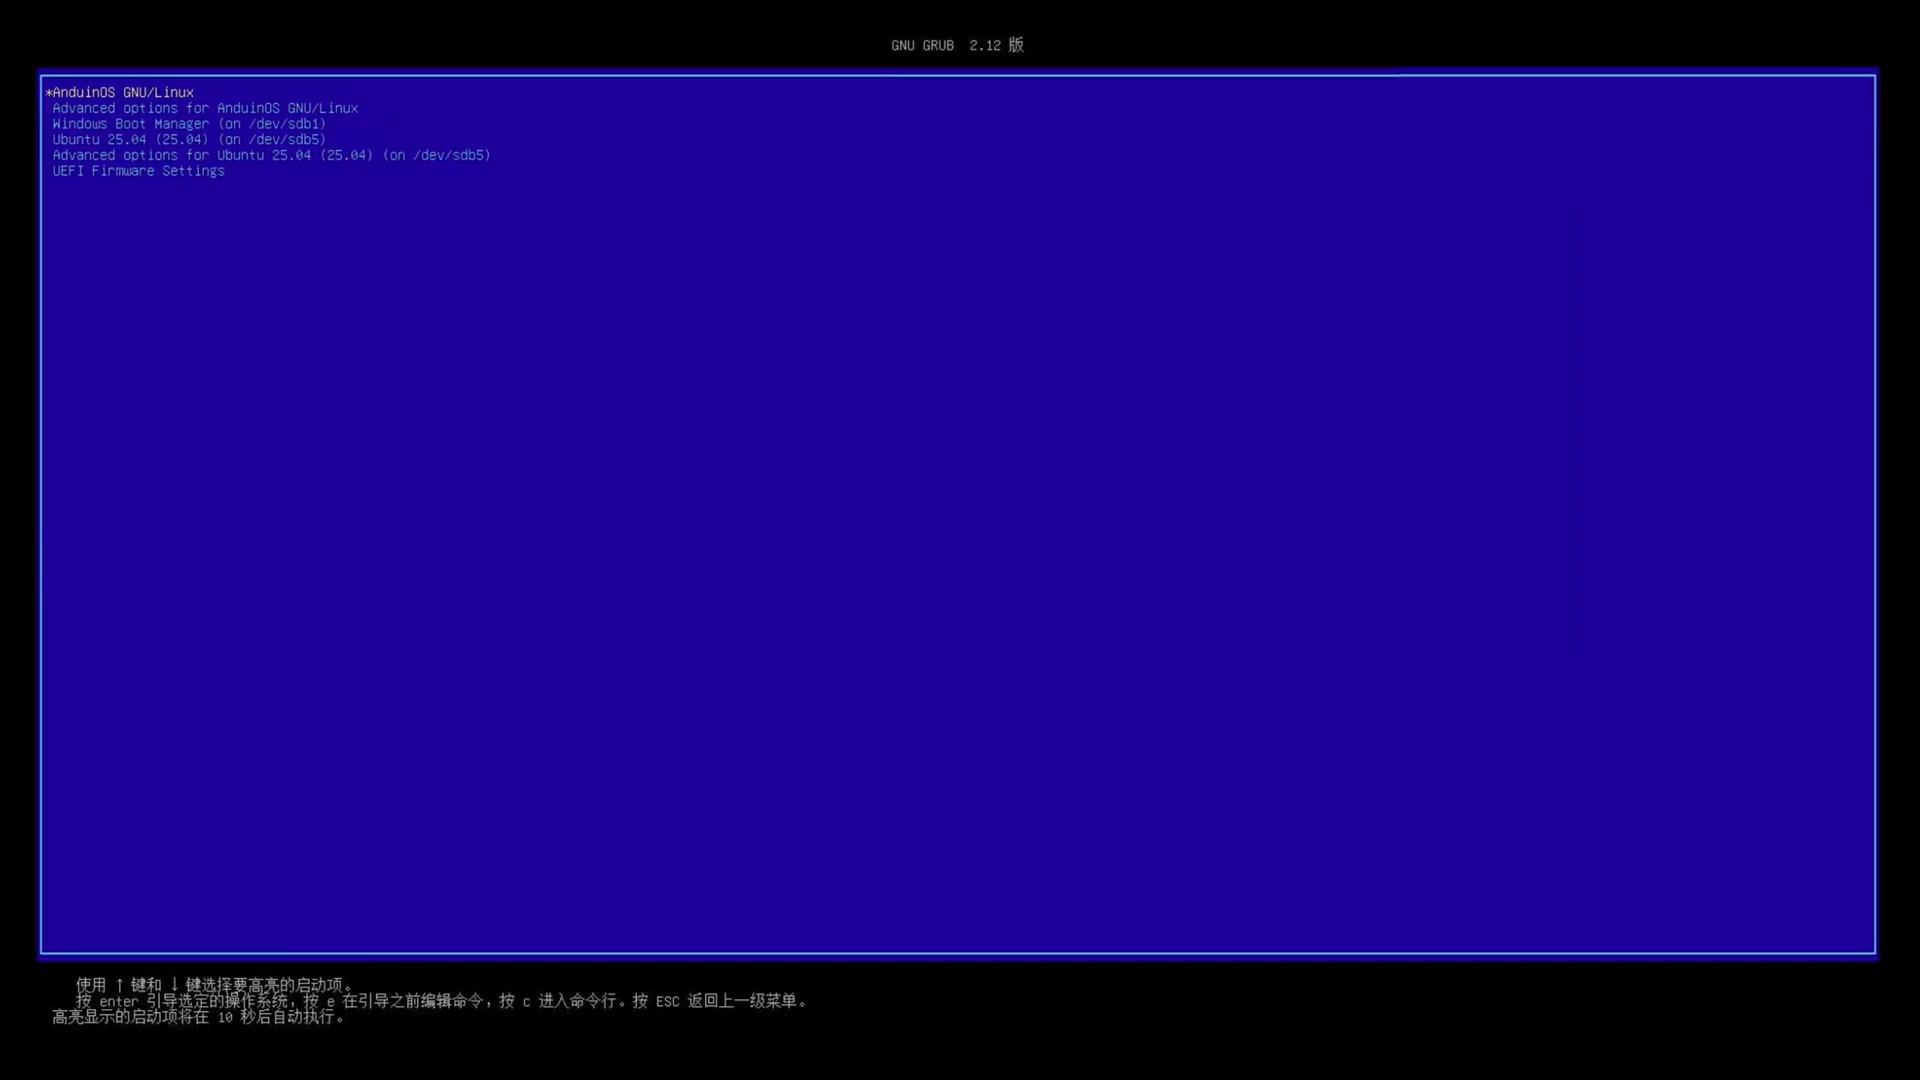 GNU GRUB 2.12 版
*AnduinOS GNU/Linux
Advanced options for AnduinOS GNU/Linux
Windows Boot Manager (on /dev/sdb1)
Ubuntu 25.04 (25.04) (on /dev/sdb5)
Advanced options for Ubuntu 25.04 (25.04) (on /dev/sdb5)
UEFI Firmware Settings
使用 ↑ 键和 ↓ 键选择要高亮的启动项。
按 enter 引导选定的操作系统，按 e 在引导之前编辑命令，按 c 进入命令行。按 ESC 返回上一级菜单。
高亮显示的启动项将在 10 秒后自动执行。